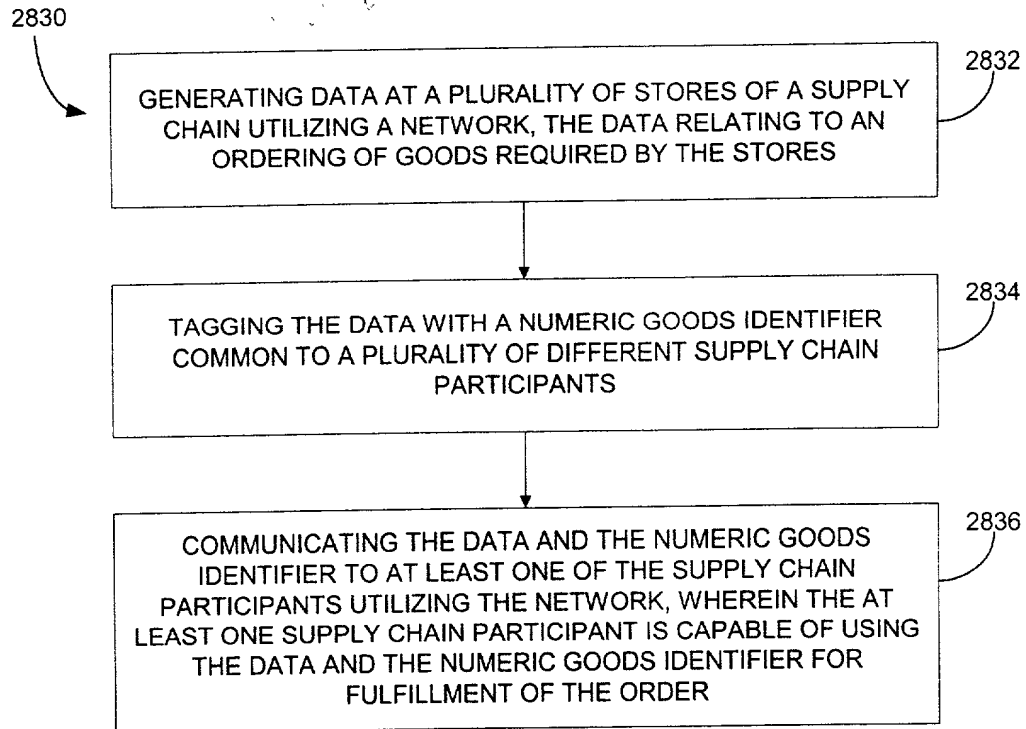 2830
2832
GENERATING DATA AT A PLURALITY OF STORES OF A SUPPLY
CHAIN UTILIZING A NETWORK, THE DATA RELATING TO AN
ORDERING OF GOODS REQUIRED BY THE STORES
2834
TAGGING THE DATA WITH A NUMERIC GOODS IDENTIFIER
COMMON TO A PLURALITY OF DIFFERENT SUPPLY CHAIN
PARTICIPANTS
2836
COMMUNICATING THE DATA AND THE NUMERIC GOODS
IDENTIFIER TO AT LEAST ONE OF THE SUPPLY CHAIN
PARTICIPANTS UTILIZING THE NETWORK, WHEREIN THE AT
LEAST ONE SUPPLY CHAIN PARTICIPANT IS CAPABLE OF USING
THE DATA AND THE NUMERIC GOODS IDENTIFIER FOR
FULFILLMENT OF THE ORDER